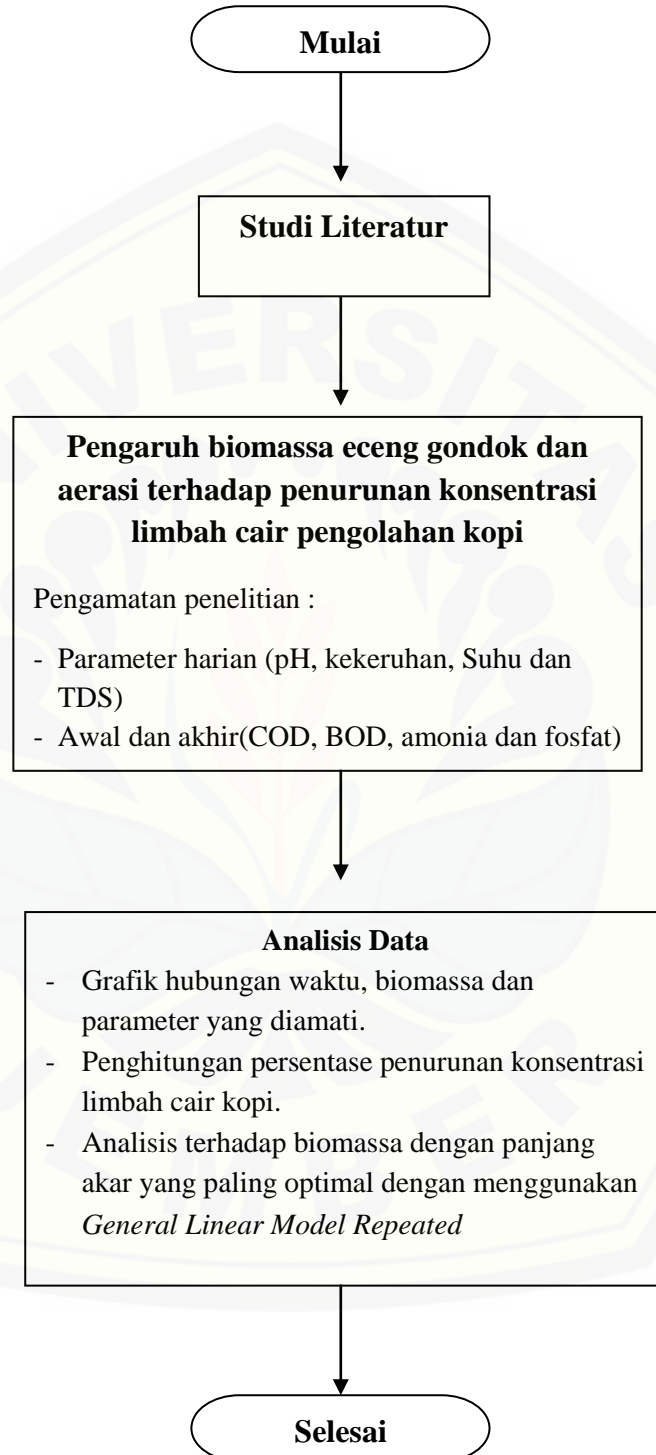 Mulai
Studi Literatur
Pengaruh biomassa eceng gondok dan
aerasi terhadap penurunan konsentrasi
limbah cair pengolahan kopi
Pengamatan penelitian :
- Parameter harian (pH, kekeruhan, Suhu dan
TDS)
- Awal dan akhir(COD, BOD, amonia dan fosfat)
Analisis Data
- Grafik hubungan waktu, biomassa dan
parameter yang diamati.
- Penghitungan persentase penurunan konsentrasi
limbah cair kopi.
- Analisis terhadap biomassa dengan panjang
akar yang paling optimal dengan menggunakan
General Linear Model Repeated
Selesai
UNIVERSITAS
JEMBER